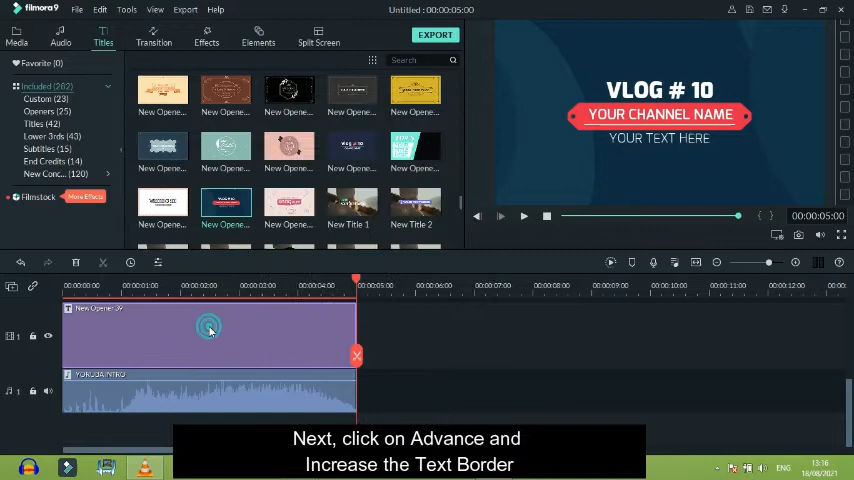 filmora9
File Edit Tools View Export Help
Untitled : 00:00:05:00
Media Audio Titles Transition Effects Elements Split Screen
EXPORT
Favorite (0)
Search
Included (282)
Custom (23)
Openers (25)
Titles (42)
Lower 3rds (43)
Subtitles (15)
End Credits (14)
New Conc... (120)
Filmstock More Effects
New Opene... New Opene... New Opene... New Opene... New Opene...
New Opene... New Opene... New Opene... New Opene... New Opene...
VLOG # 10
New Opene... New Opene... New Opene... New Title 1 New Title 2
VLOG # 10
YOUR CHANNEL NAME
YOUR TEXT HERE
00:00:05:00
00:00:00:00 00:00:01:00 00:00:02:00 00:00:03:00 00:00:04:00 00:00:05:00 00:00:06:00 00:00:07:00 00:00:08:00 00:00:09:00 00:00:10:00 00:00:11:00 00:00:12:00 00:00:
New Opener 39
1
YORUBA INTRO
1
Next, click on Advance and
Increase the Text Border
ENG
13:16
18/08/2021